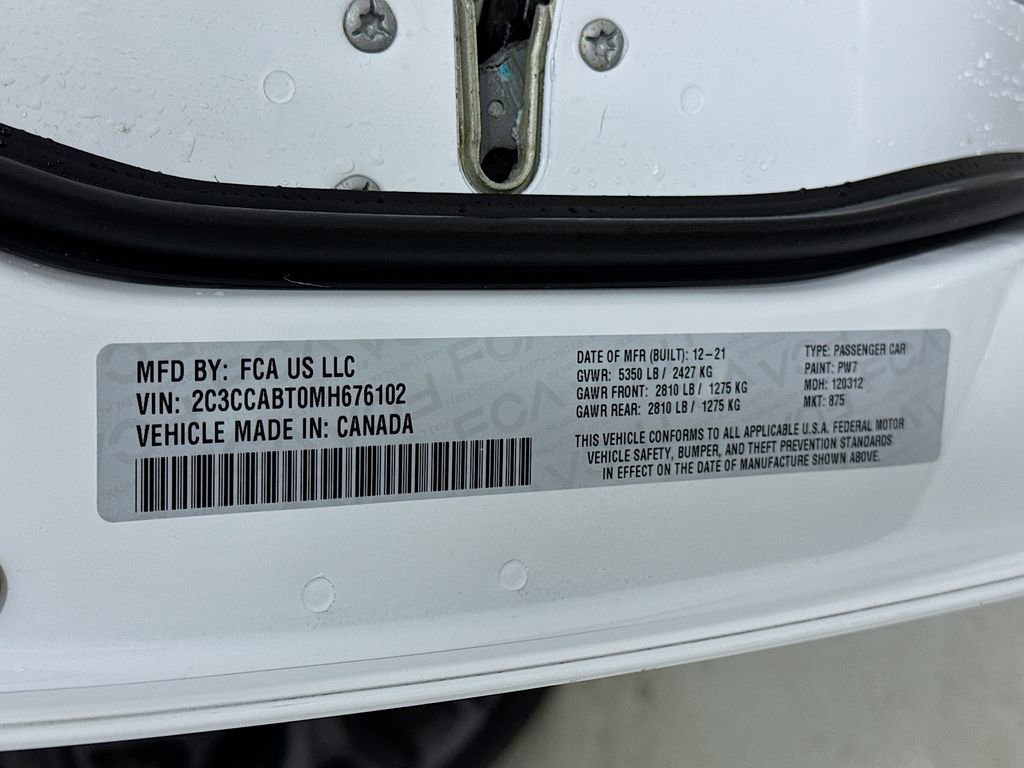 MFD BY: FCA US LLC
VIN: 2C3CCABT0MH676102
VEHICLE MADE IN: CANADA
DATE OF MFR (BUILT): 12-21
GVWR: 5350 LB / 2427 KG
GAWR FRONT: 2810 LB / 1275 KG
GAWR REAR: 2810 LB / 1275 KG
TYPE: PASSENGER CAR
PAINT: PW7
MDH: 120312
MKT: 875
THIS VEHICLE CONFORMS TO ALL APPLICABLE U.S.A. FEDERAL MOTOR
VEHICLE SAFETY, BUMPER, AND THEFT PREVENTION STANDARDS
IN EFFECT ON THE DATE OF MANUFACTURE SHOWN ABOVE.